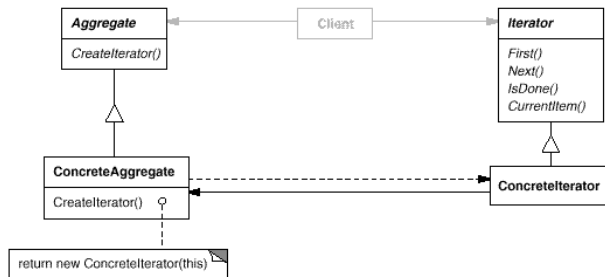 Aggregate
CreateIterator()
Client
Iterator
First()
Next()
IsDone()
CurrentItem()
ConcreteAggregate
CreateIterator()
ConcreteIterator
return new ConcreteIterator(this)